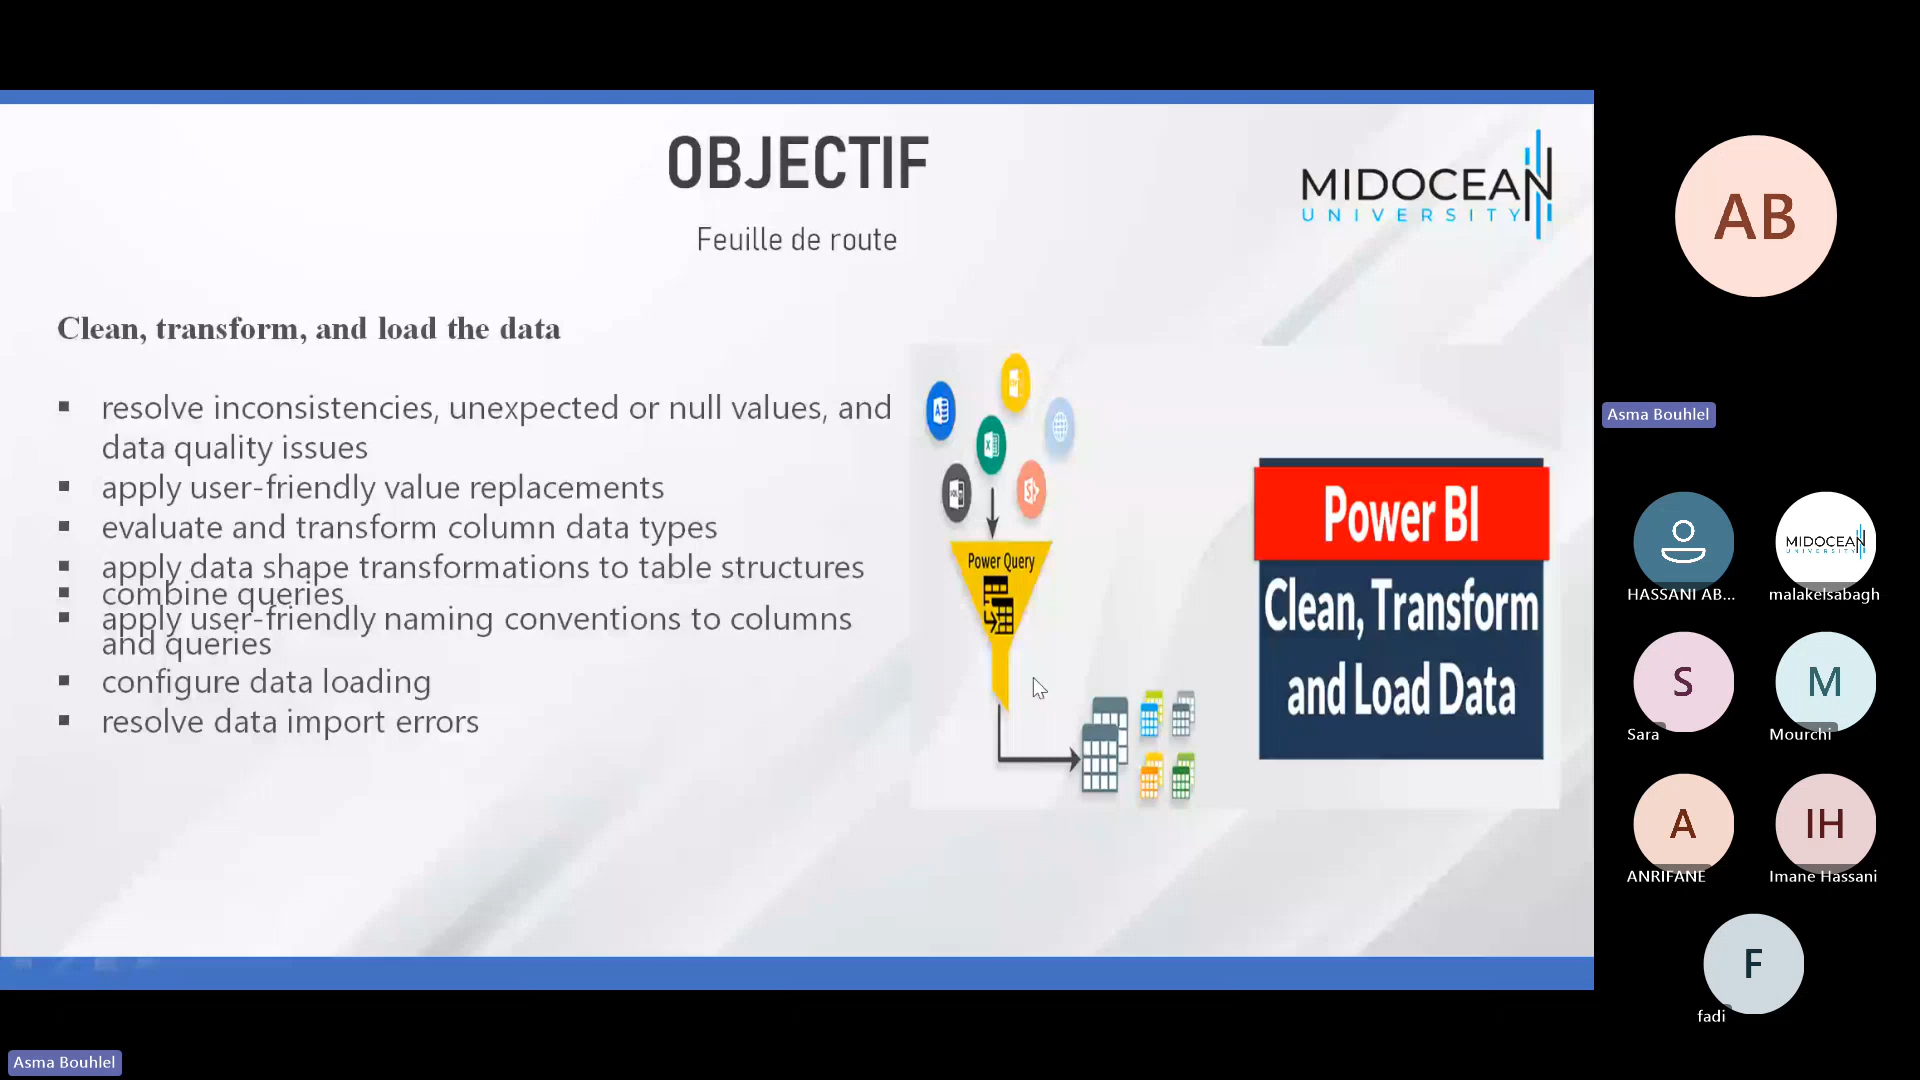 OBJECTIF
MIDOCEAN
UNIVERSITY
Feuille de route
Clean, transform, and load the data
▪ resolve inconsistencies, unexpected or null values, and
data quality issues
▪ apply user-friendly value replacements
▪ evaluate and transform column data types
▪ apply data shape transformations to table structures
▪ combine queries
▪ apply user-friendly naming conventions to columns
and queries
▪ configure data loading
▪ resolve data import errors
Power Query
Power BI
Clean, Transform
and Load Data
AB
Asma Bouhlel
HASSANI AB...
MIDOCEAN
UNIVERSITY
malakelsabagh
S
Sara
M
Mourchi
A
ANRIFANE
IH
Imane Hassani
F
fadi
Asma Bouhlel